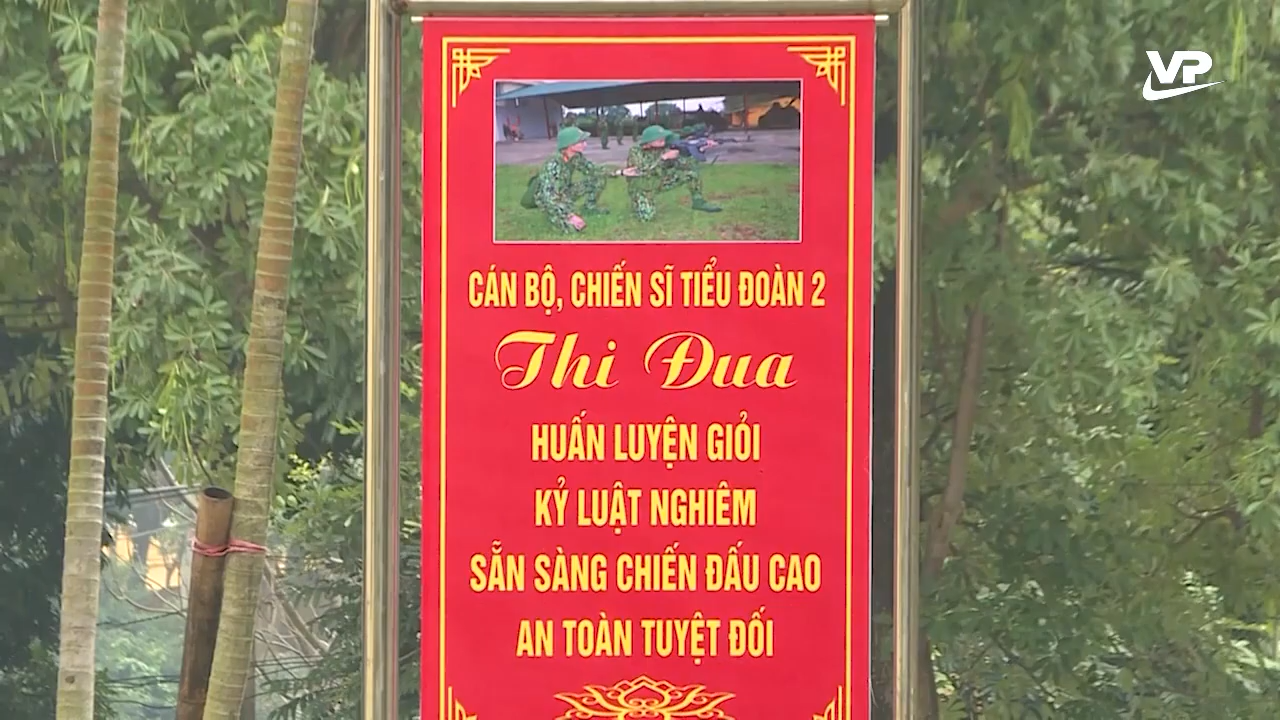 VP
CÁN BỘ, CHIẾN SĨ TIỂU ĐOÀN 2
Thi Đua
HUẤN LUYỆN GIỎI
KỶ LUẬT NGHIÊM
SẴN SÀNG CHIẾN ĐẤU CAO
AN TOÀN TUYỆT ĐỐI